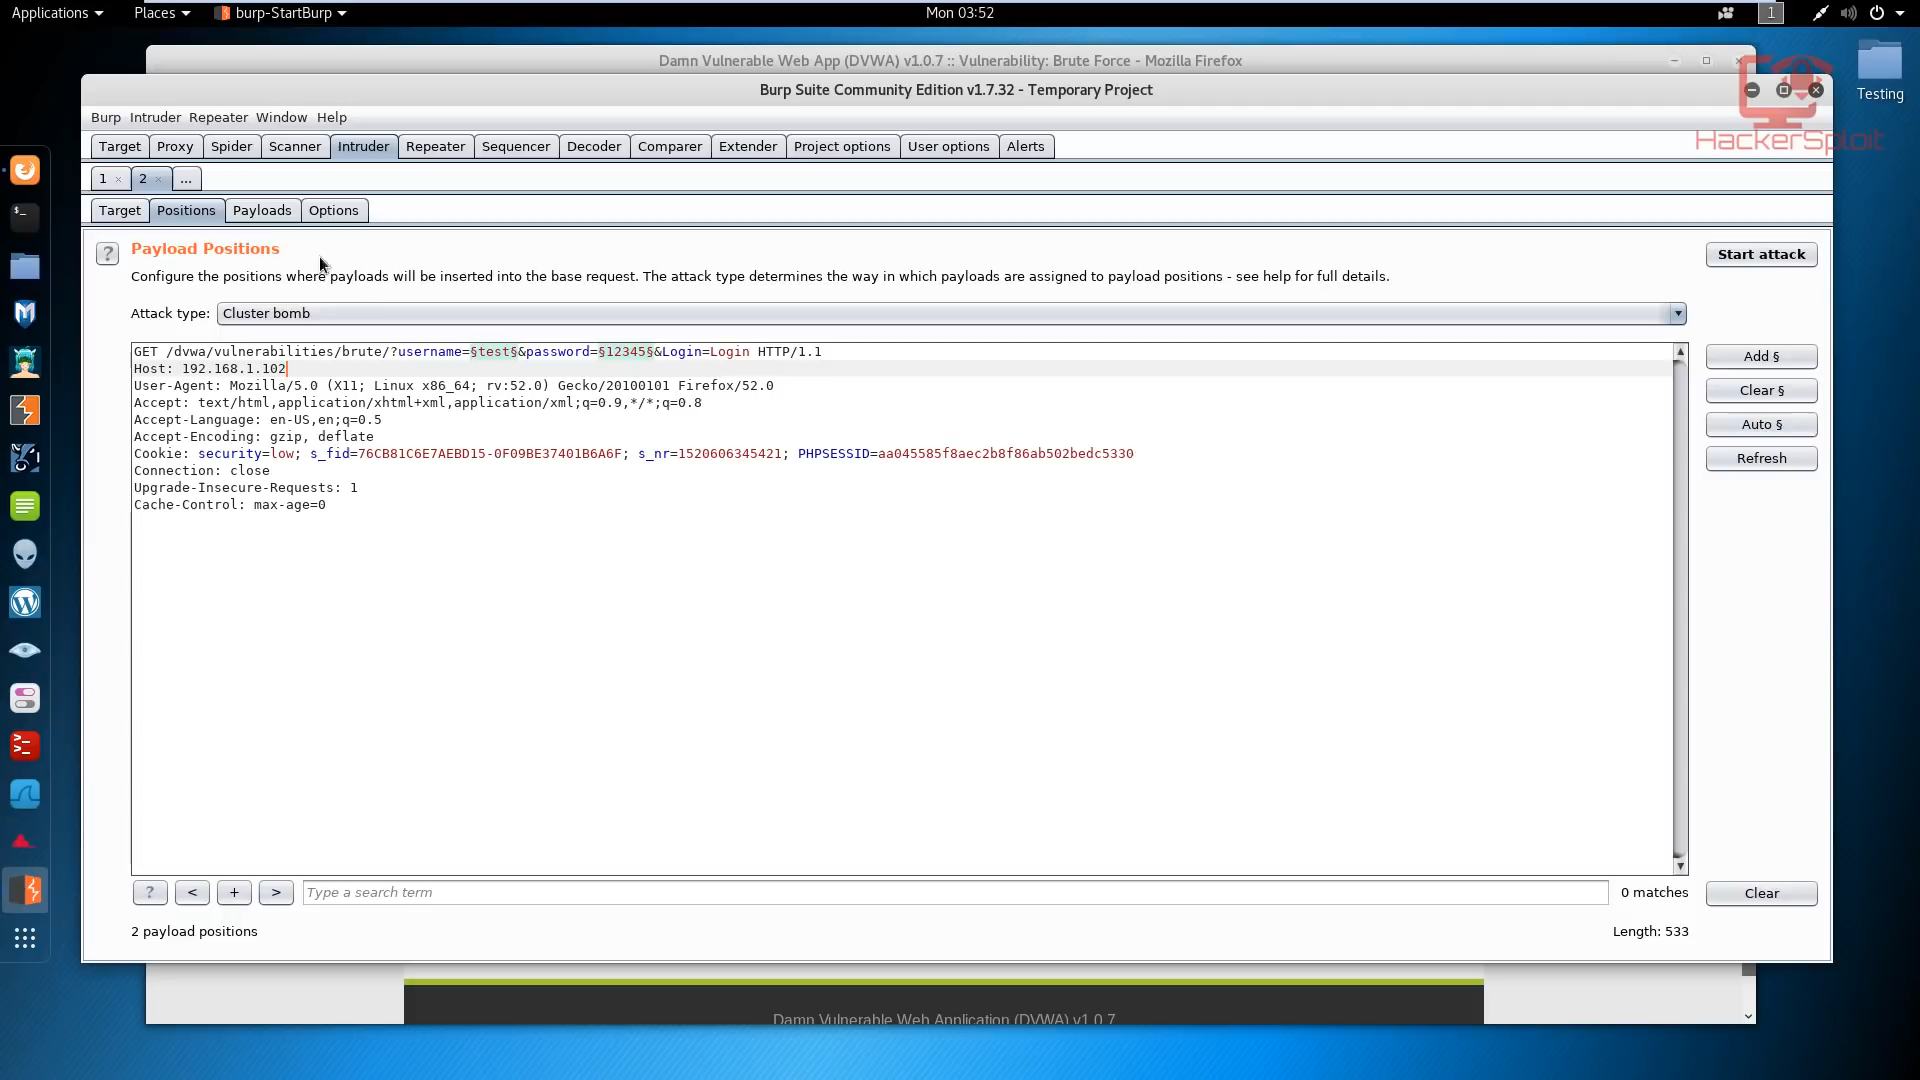 Applications Places burp-StartBurp Mon 03:52 1
Damn Vulnerable Web App (DVWA) v1.0.7 :: Vulnerability: Brute Force - Mozilla Firefox
Burp Suite Community Edition v1.7.32 - Temporary Project
Testing
HackerSploit
Burp Intruder Repeater Window Help
Target Proxy Spider Scanner Intruder Repeater Sequencer Decoder Comparer Extender Project options User options Alerts
1 × 2 × ...
Target Positions Payloads Options
? Payload Positions
Start attack
Configure the positions where payloads will be inserted into the base request. The attack type determines the way in which payloads are assigned to payload positions - see help for full details.
Attack type: Cluster bomb
GET /dvwa/vulnerabilities/brute/?username=§test§&password=§12345§&Login=Login HTTP/1.1
Host: 192.168.1.102
User-Agent: Mozilla/5.0 (X11; Linux x86_64; rv:52.0) Gecko/20100101 Firefox/52.0
Accept: text/html,application/xhtml+xml,application/xml;q=0.9,*/*;q=0.8
Accept-Language: en-US,en;q=0.5
Accept-Encoding: gzip, deflate
Cookie: security=low; s_fid=76CB81C6E7AEBD15-0F09BE37401B6A6F; s_nr=1520606345421; PHPSESSID=aa045585f8aec2b8f86ab502bedc5330
Connection: close
Upgrade-Insecure-Requests: 1
Cache-Control: max-age=0
Add §
Clear §
Auto §
Refresh
? < + > Type a search term 0 matches Clear
2 payload positions Length: 533
Damn Vulnerable Web Application (DVWA) v1.0.7